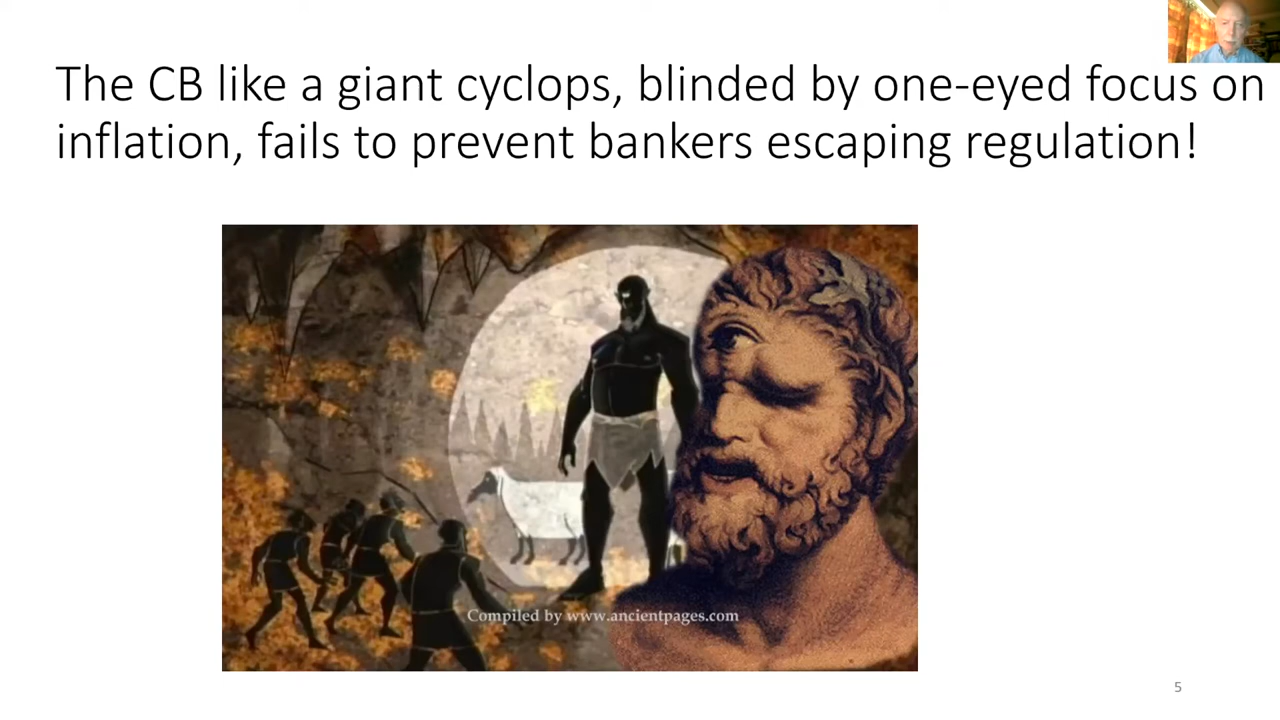 The CB like a giant cyclops, blinded by one-eyed focus on
inflation, fails to prevent bankers escaping regulation!
Compiled by www.ancientpages.com
5